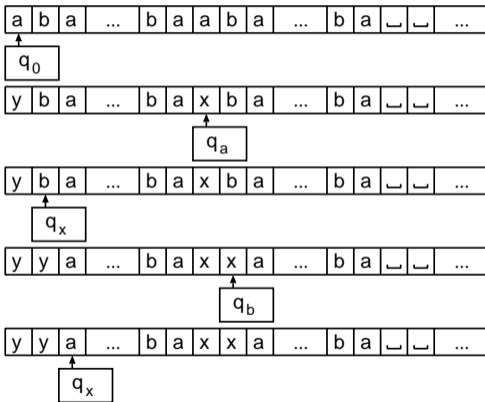 a b a ... b a a b a ... b a ␣ ␣ ...
q0
y b a ... b a x b a ... b a ␣ ␣ ...
qa
y b a ... b a x b a ... b a ␣ ␣ ...
qx
y y a ... b a x x a ... b a ␣ ␣ ...
qb
y y a ... b a x x a ... b a ␣ ␣ ...
qx